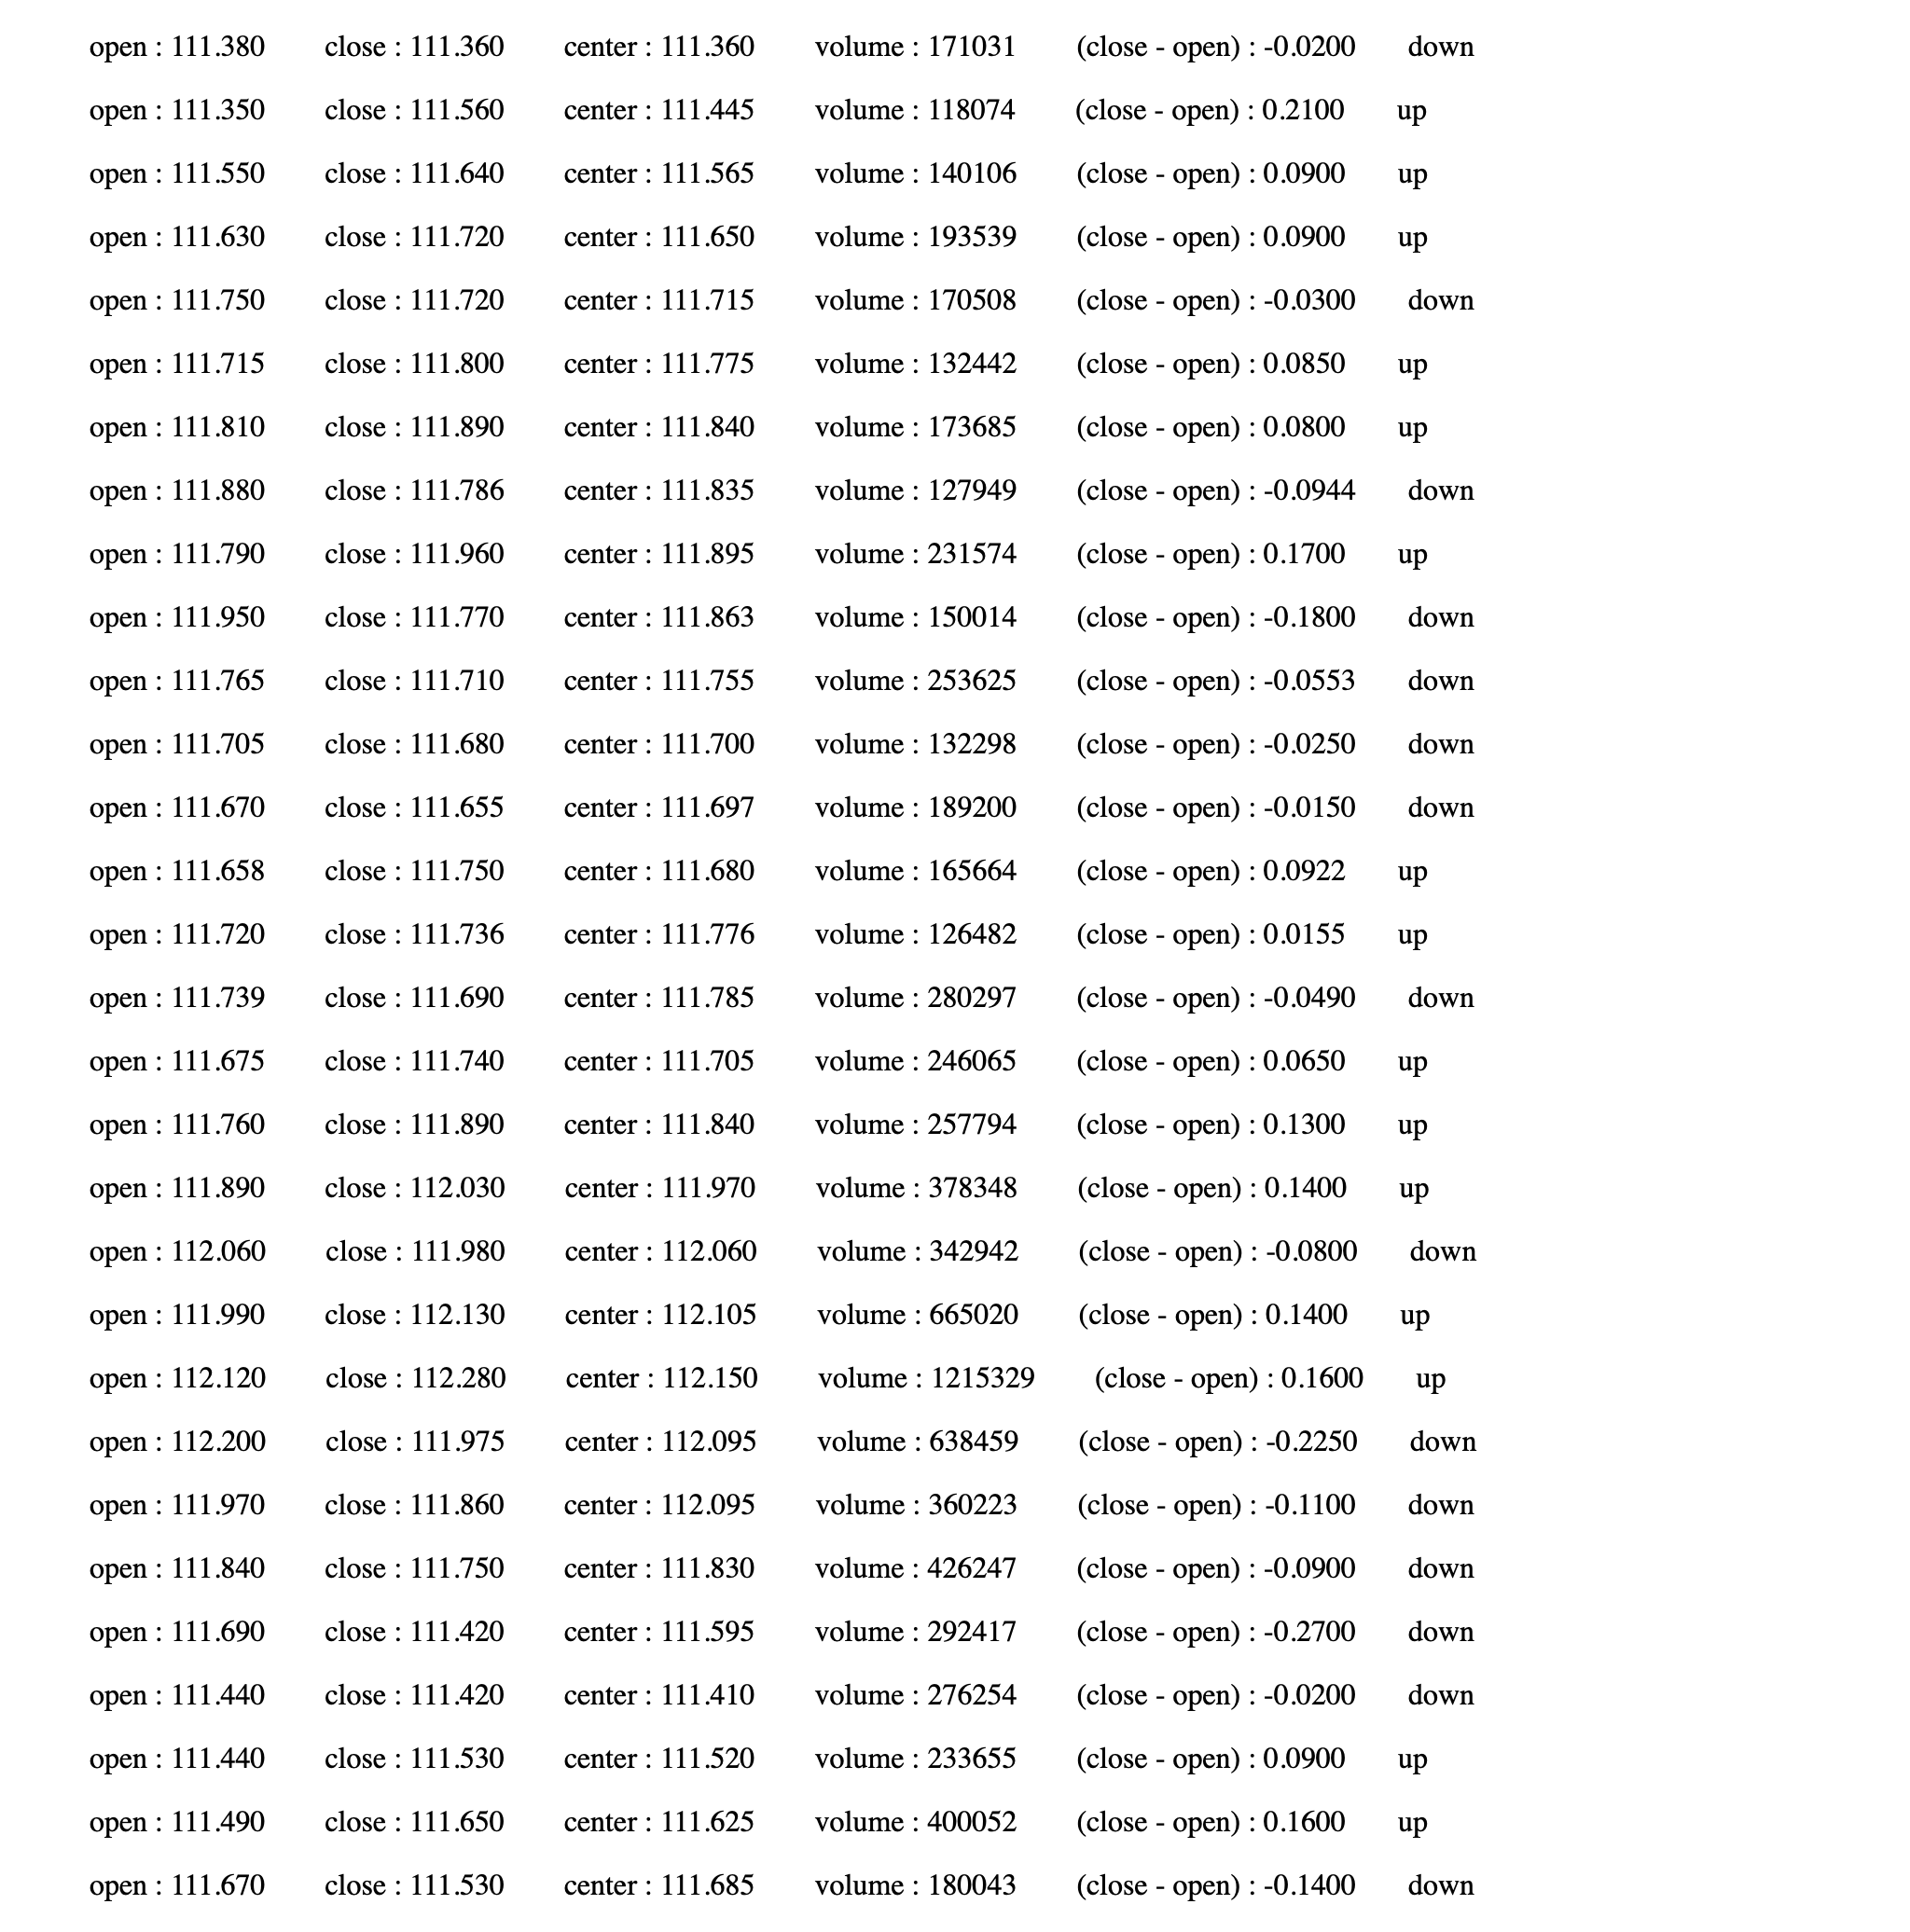 open : 111.380 close : 111.360 center : 111.360 volume : 171031 (close - open) : -0.0200 down
open : 111.350 close : 111.560 center : 111.445 volume : 118074 (close - open) : 0.2100 up
open : 111.550 close : 111.640 center : 111.565 volume : 140106 (close - open) : 0.0900 up
open : 111.630 close : 111.720 center : 111.650 volume : 193539 (close - open) : 0.0900 up
open : 111.750 close : 111.720 center : 111.715 volume : 170508 (close - open) : -0.0300 down
open : 111.715 close : 111.800 center : 111.775 volume : 132442 (close - open) : 0.0850 up
open : 111.810 close : 111.890 center : 111.840 volume : 173685 (close - open) : 0.0800 up
open : 111.880 close : 111.786 center : 111.835 volume : 127949 (close - open) : -0.0944 down
open : 111.790 close : 111.960 center : 111.895 volume : 231574 (close - open) : 0.1700 up
open : 111.950 close : 111.770 center : 111.863 volume : 150014 (close - open) : -0.1800 down
open : 111.765 close : 111.710 center : 111.755 volume : 253625 (close - open) : -0.0553 down
open : 111.705 close : 111.680 center : 111.700 volume : 132298 (close - open) : -0.0250 down
open : 111.670 close : 111.655 center : 111.697 volume : 189200 (close - open) : -0.0150 down
open : 111.658 close : 111.750 center : 111.680 volume : 165664 (close - open) : 0.0922 up
open : 111.720 close : 111.736 center : 111.776 volume : 126482 (close - open) : 0.0155 up
open : 111.739 close : 111.690 center : 111.785 volume : 280297 (close - open) : -0.0490 down
open : 111.675 close : 111.740 center : 111.705 volume : 246065 (close - open) : 0.0650 up
open : 111.760 close : 111.890 center : 111.840 volume : 257794 (close - open) : 0.1300 up
open : 111.890 close : 112.030 center : 111.970 volume : 378348 (close - open) : 0.1400 up
open : 112.060 close : 111.980 center : 112.060 volume : 342942 (close - open) : -0.0800 down
open : 111.990 close : 112.130 center : 112.105 volume : 665020 (close - open) : 0.1400 up
open : 112.120 close : 112.280 center : 112.150 volume : 1215329 (close - open) : 0.1600 up
open : 112.200 close : 111.975 center : 112.095 volume : 638459 (close - open) : -0.2250 down
open : 111.970 close : 111.860 center : 112.095 volume : 360223 (close - open) : -0.1100 down
open : 111.840 close : 111.750 center : 111.830 volume : 426247 (close - open) : -0.0900 down
open : 111.690 close : 111.420 center : 111.595 volume : 292417 (close - open) : -0.2700 down
open : 111.440 close : 111.420 center : 111.410 volume : 276254 (close - open) : -0.0200 down
open : 111.440 close : 111.530 center : 111.520 volume : 233655 (close - open) : 0.0900 up
open : 111.490 close : 111.650 center : 111.625 volume : 400052 (close - open) : 0.1600 up
open : 111.670 close : 111.530 center : 111.685 volume : 180043 (close - open) : -0.1400 down